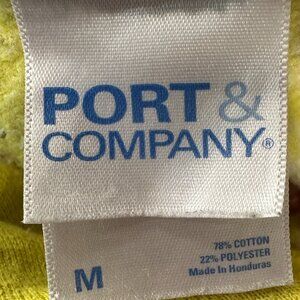 PORT &
COMPANY®
M
78% COTTON
22% POLYESTER
Made In Honduras